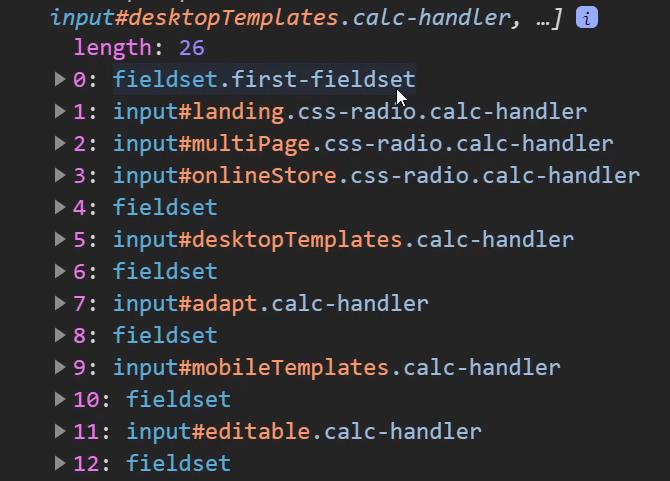 input#desktopTemplates.calc-handler, …] i
length: 26
0: fieldset.first-fieldset
1: input#landing.css-radio.calc-handler
2: input#multiPage.css-radio.calc-handler
3: input#onlineStore.css-radio.calc-handler
4: fieldset
5: input#desktopTemplates.calc-handler
6: fieldset
7: input#adapt.calc-handler
8: fieldset
9: input#mobileTemplates.calc-handler
10: fieldset
11: input#editable.calc-handler
12: fieldset